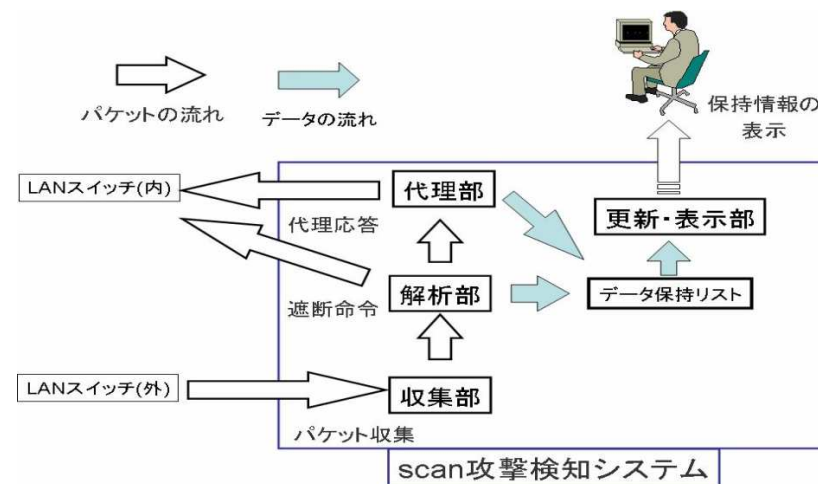 パケットの流れ
データの流れ
保持情報の
表示
LANスイッチ(内)
代理部
代理応答
更新・表示部
解析部
データ保持リスト
遮断命令
LANスイッチ(外)
収集部
パケット収集
scan攻撃検知システム